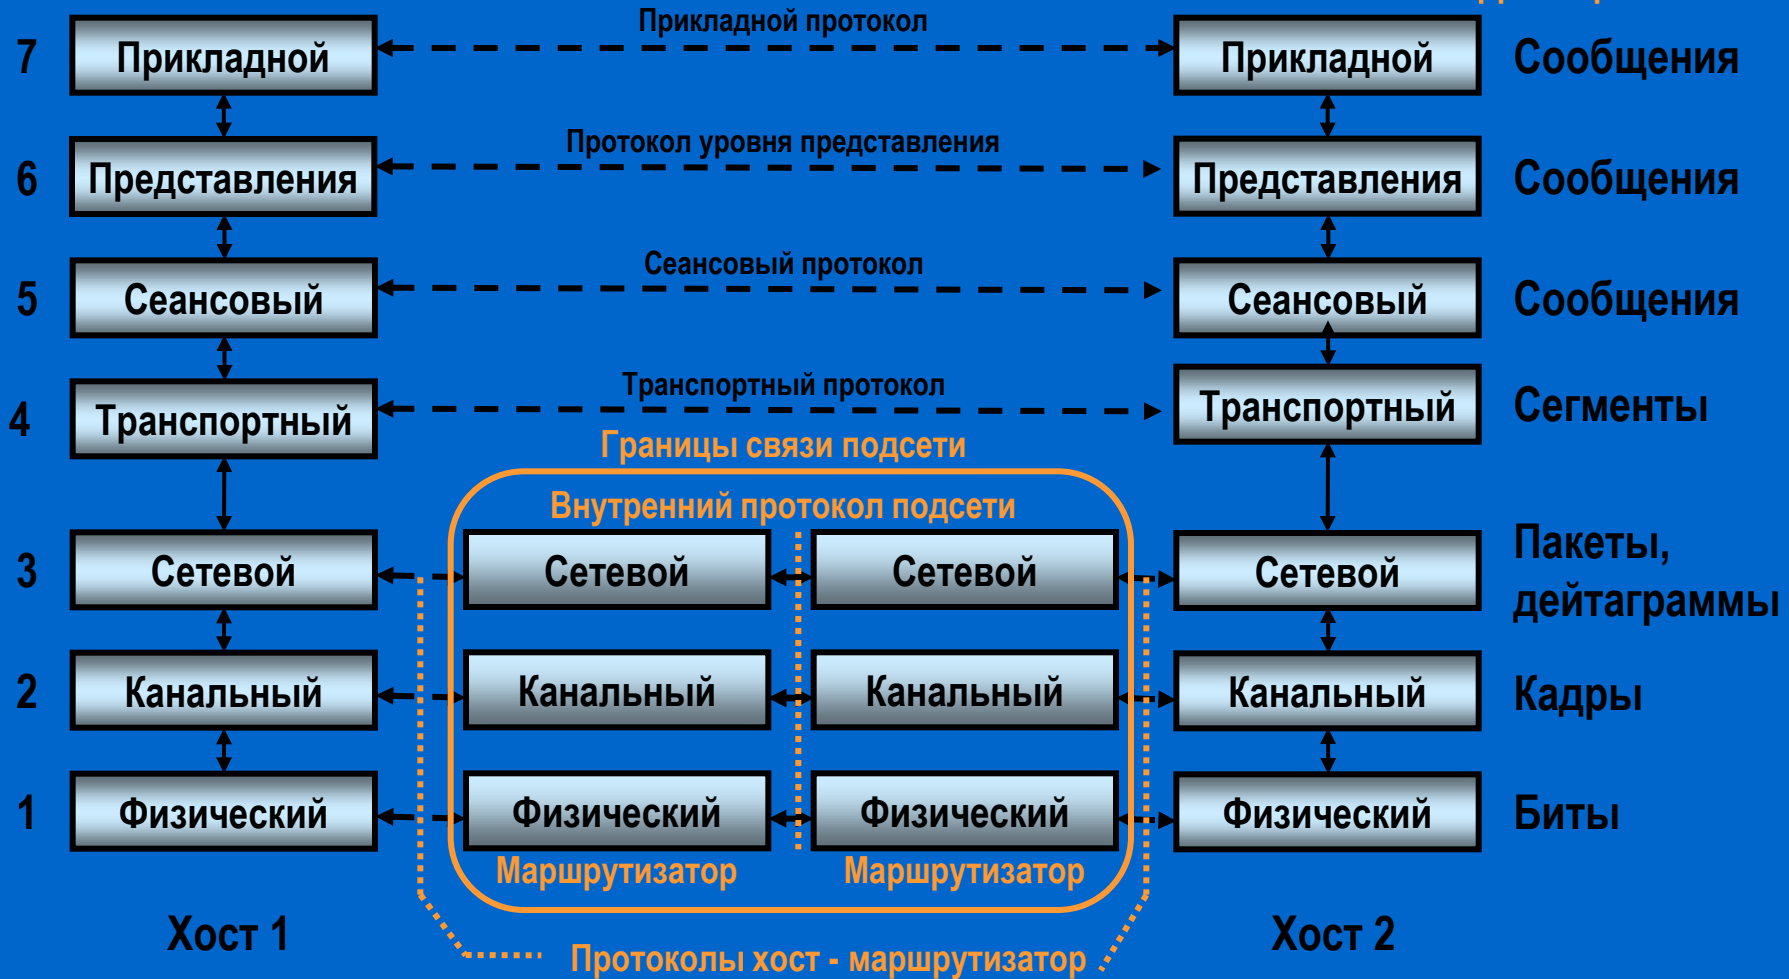 Прикладной протокол
7 Прикладной Прикладной Сообщения
Протокол уровня представления
6 Представления Представления Сообщения
Сеансовый протокол
5 Сеансовый Сеансовый Сообщения
Транспортный протокол
4 Транспортный Транспортный Сегменты
Границы связи подсети
Внутренний протокол подсети
3 Сетевой Сетевой Сетевой Сетевой Пакеты,
дейтаграммы
2 Канальный Канальный Канальный Канальный Кадры
1 Физический Физический Физический Физический Биты
Маршрутизатор Маршрутизатор
Хост 1 Хост 2
Протоколы хост - маршрутизатор